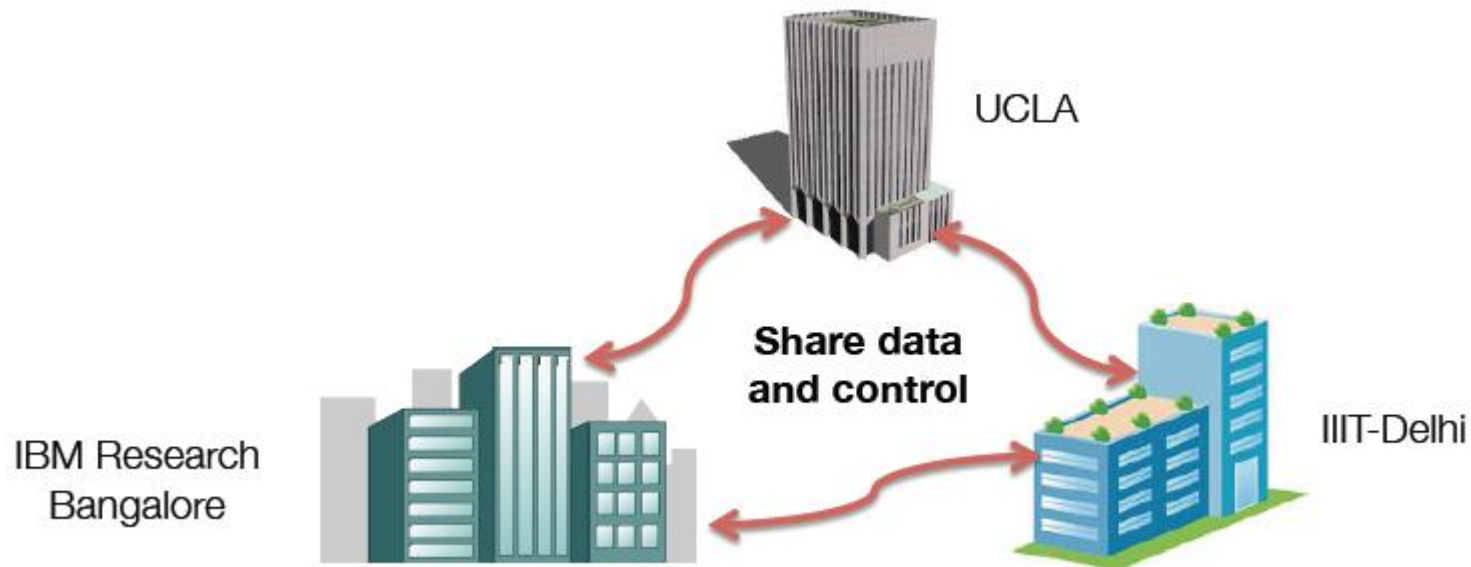 UCLA
Share data
and control
IIIT-Delhi
IBM Research
Bangalore